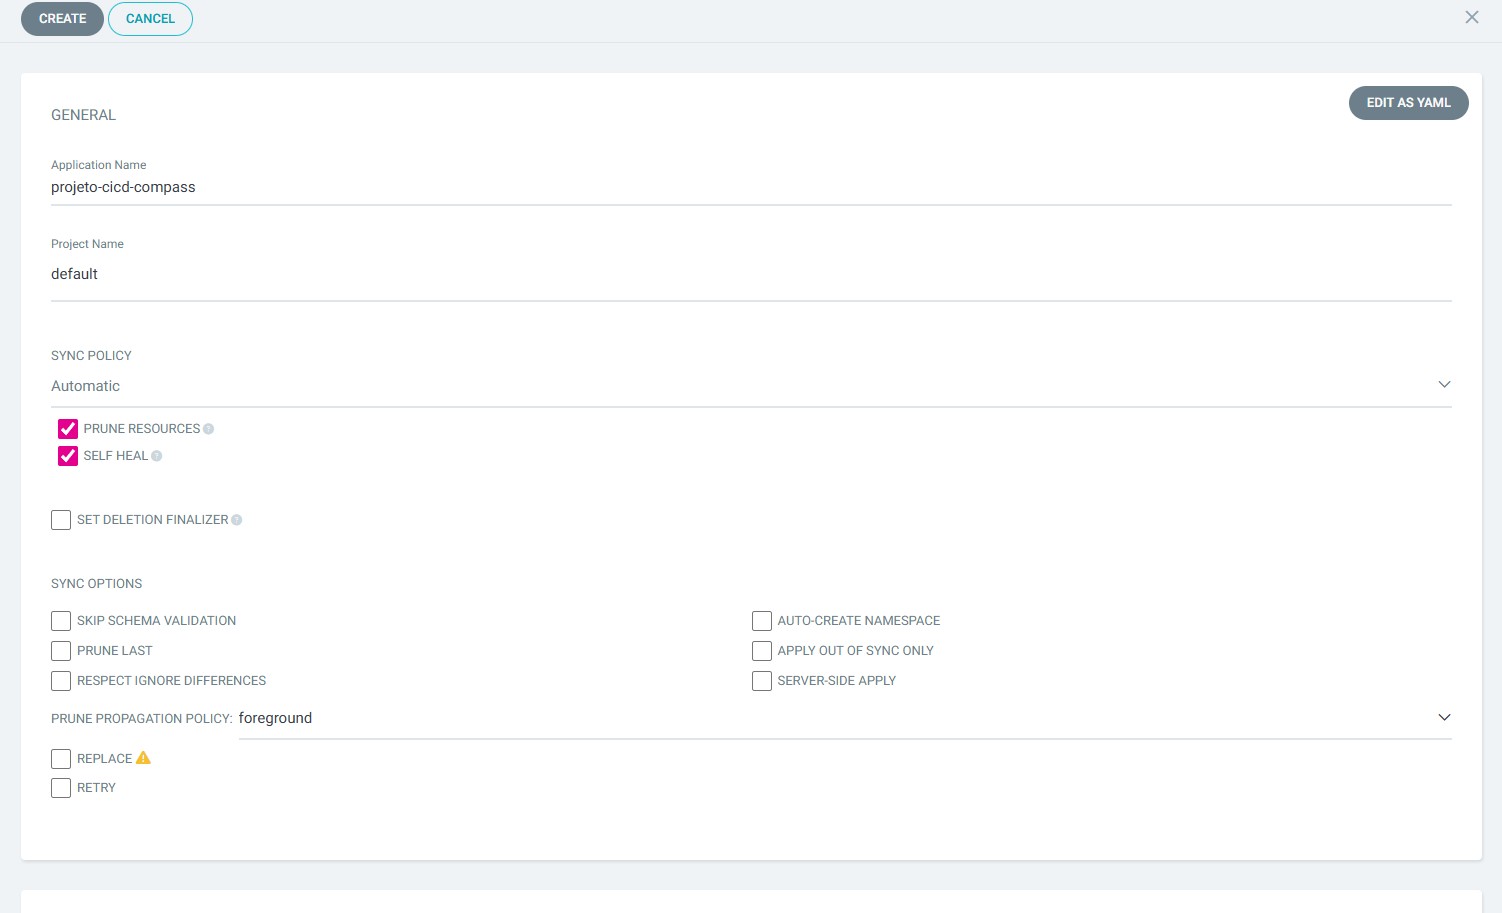 CREATE CANCEL
EDIT AS YAML
GENERAL
Application Name
projeto-cicd-compass
Project Name
default
SYNC POLICY
Automatic
PRUNE RESOURCES ?
SELF HEAL ?
SET DELETION FINALIZER ?
SYNC OPTIONS
SKIP SCHEMA VALIDATION
AUTO-CREATE NAMESPACE
PRUNE LAST
APPLY OUT OF SYNC ONLY
RESPECT IGNORE DIFFERENCES
SERVER-SIDE APPLY
PRUNE PROPAGATION POLICY: foreground
REPLACE
RETRY